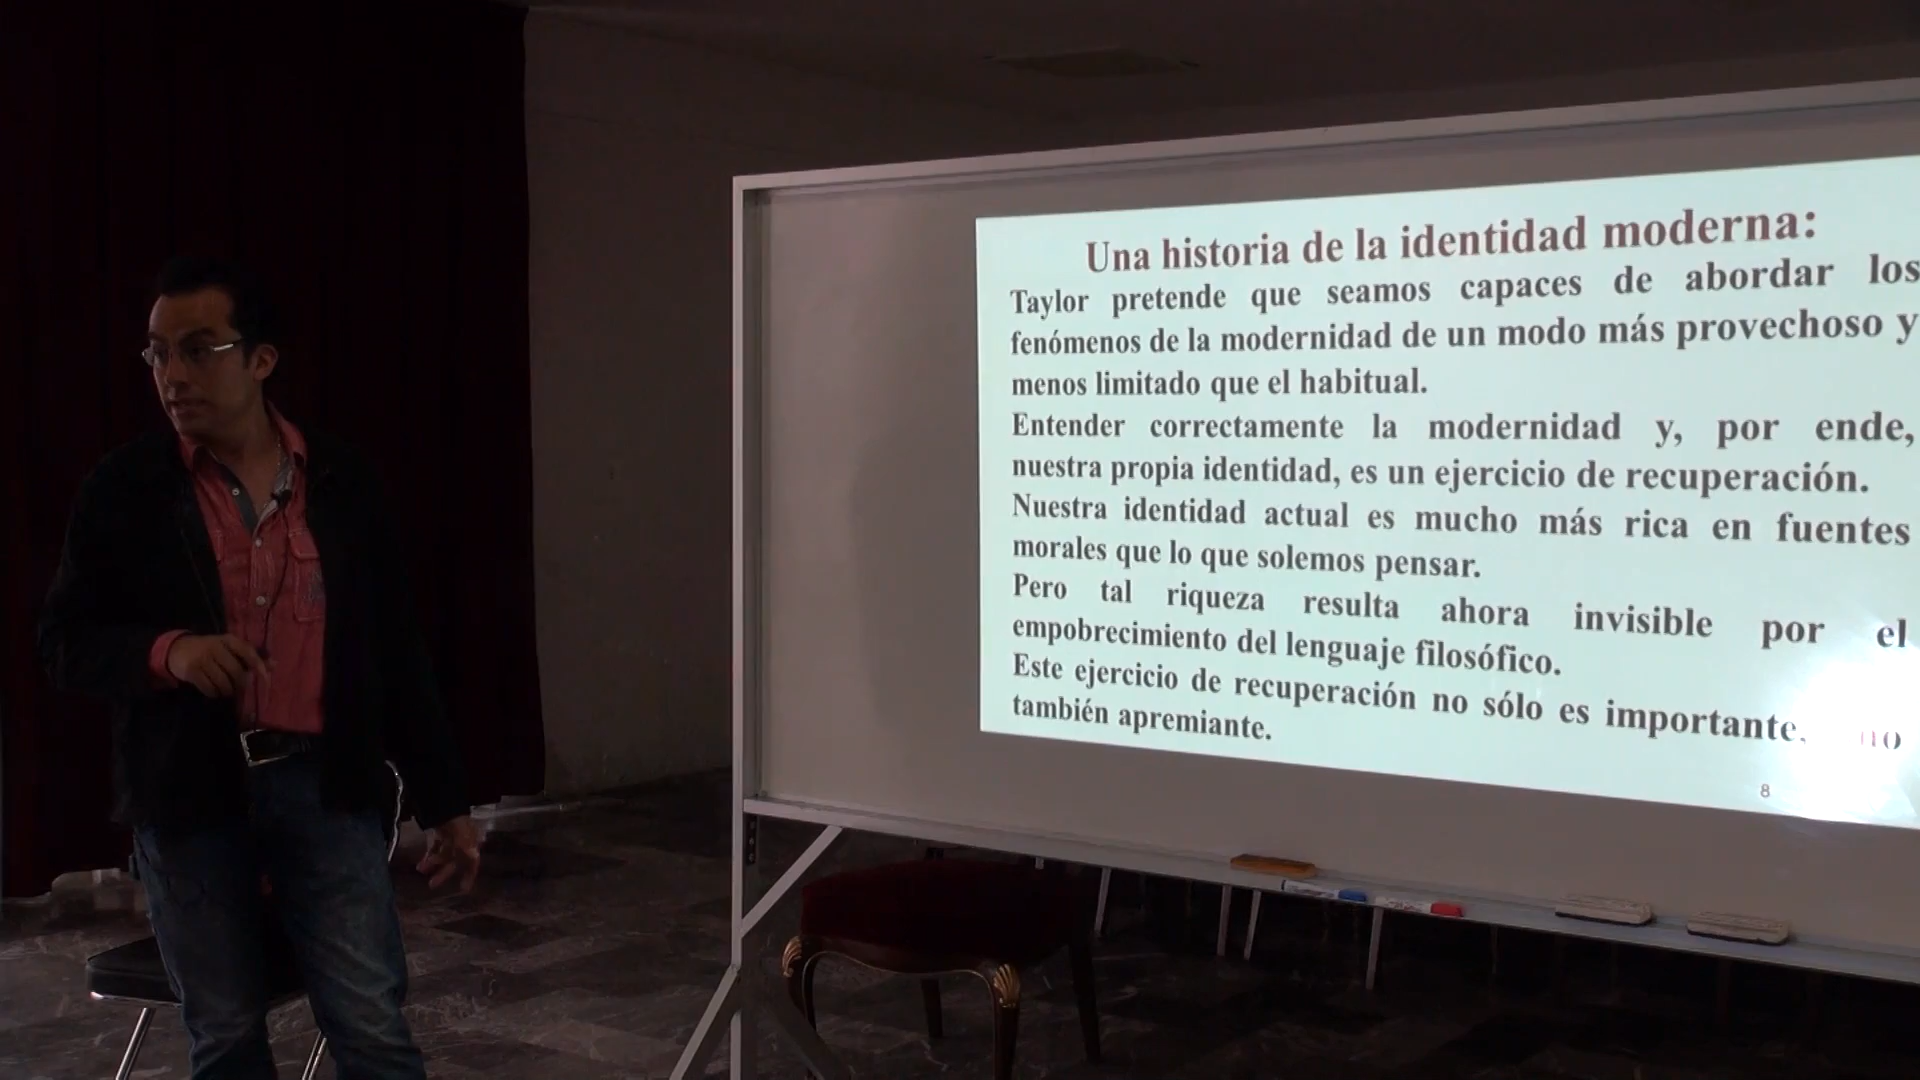 Una historia de la identidad moderna:
Taylor pretende que seamos capaces de abordar los
fenómenos de la modernidad de un modo más provechoso y
menos limitado que el habitual.
Entender correctamente la modernidad y, por ende,
nuestra propia identidad, es un ejercicio de recuperación.
Nuestra identidad actual es mucho más rica en fuentes
morales que lo que solemos pensar.
Pero tal riqueza resulta ahora invisible por el
empobrecimiento del lenguaje filosófico.
Este ejercicio de recuperación no sólo es importante,
también apremiante.
8